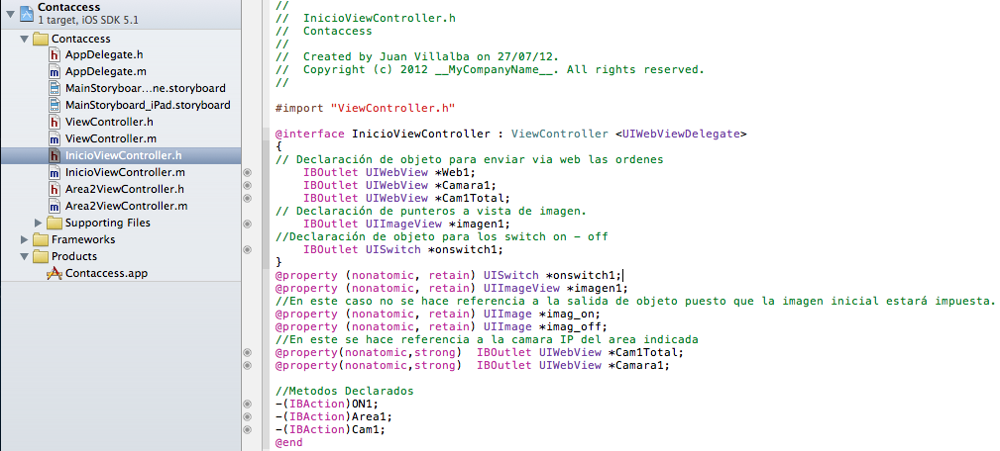 Contaccess
1 target, iOS SDK 5.1
Contaccess
h AppDelegate.h
m AppDelegate.m
MainStoryboar...ne.storyboard
MainStoryboard_iPad.storyboard
h ViewController.h
m ViewController.m
h InicioViewController.h
m InicioViewController.m
h Area2ViewController.h
m Area2ViewController.m
Supporting Files
Frameworks
Products
Contaccess.app
//
//  InicioViewController.h
//  Contaccess
//
//  Created by Juan Villalba on 27/07/12.
//  Copyright (c) 2012 __MyCompanyName__. All rights reserved.
//
#import "ViewController.h"
@interface InicioViewController : ViewController <UIWebViewDelegate>
{
// Declaración de objeto para enviar via web las ordenes
    IBOutlet UIWebView *Web1;
    IBOutlet UIWebView *Camara1;
    IBOutlet UIWebView *Cam1Total;
// Declaración de punteros a vista de imagen.
    IBOutlet UIImageView *imagen1;
//Declaración de objeto para los switch on - off
    IBOutlet UISwitch *onswitch1;
}
@property (nonatomic, retain) UISwitch *onswitch1;
@property (nonatomic, retain) UIImageView *imagen1;
//En este caso no se hace referencia a la salida de objeto puesto que la imagen inicial estará impuesta.
@property (nonatomic, retain) UIImage *imag_on;
@property (nonatomic, retain) UIImage *imag_off;
//En este se hace referencia a la camara IP del area indicada
@property(nonatomic,strong)  IBOutlet UIWebView *Cam1Total;
@property(nonatomic,strong)  IBOutlet UIWebView *Camara1;
//Metodos Declarados
-(IBAction)ON1;
-(IBAction)Area1;
-(IBAction)Cam1;
@end